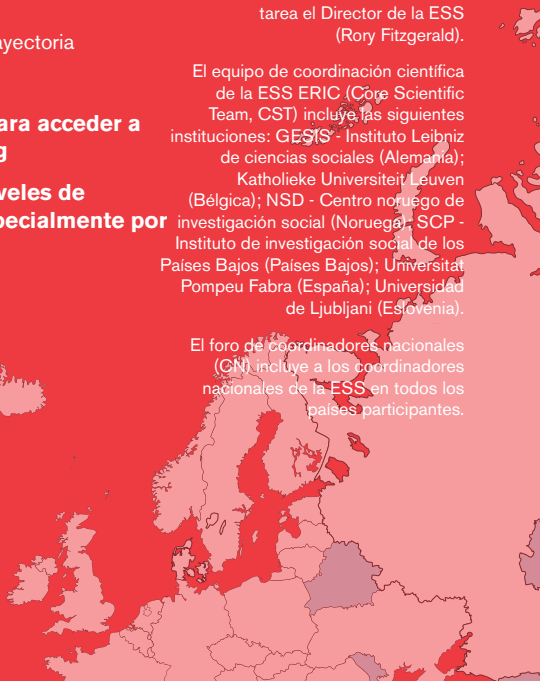 ayectoria
ara acceder a
g
veles de
pecialmente por
tarea el Director de la ESS
(Rory Fitzgerald).
El equipo de coordinación científica
de la ESS ERIC (Core Scientific
Team, CST) incluye las siguientes
instituciones: GESIS - Instituto Leibniz
de ciencias sociales (Alemania);
Katholieke Universiteit Leuven
(Bélgica); NSD - Centro noruego de
investigación social (Noruega); SCP -
Instituto de investigación social de los
Países Bajos (Países Bajos); Universitat
Pompeu Fabra (España); Universidad
de Ljubljani (Eslovenia).
El foro de coordinadores nacionales
(CN) incluye a los coordinadores
nacionales de la ESS en todos los
países participantes.